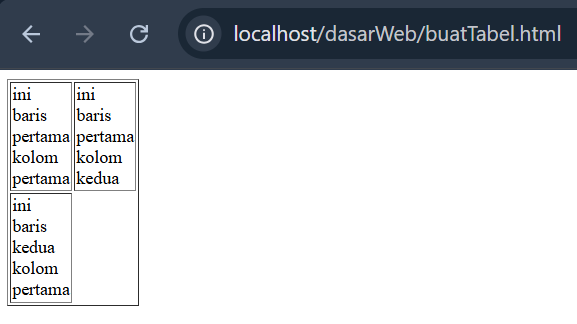 localhost/dasarWeb/buatTabel.html
ini
baris
pertama
kolom
pertama
ini
baris
pertama
kolom
kedua
ini
baris
kedua
kolom
pertama